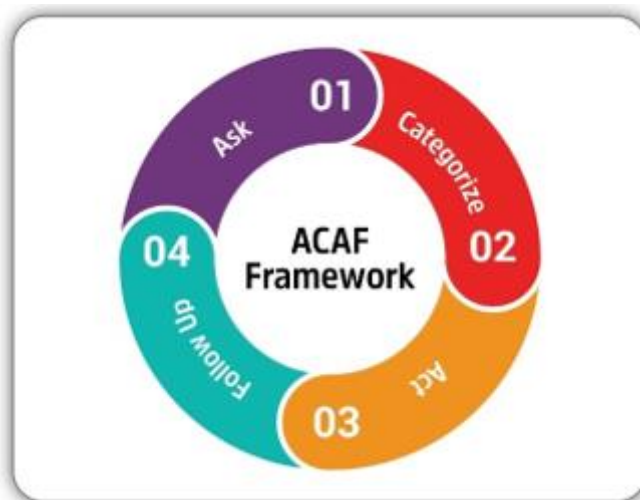 01
Ask
Categorize
02
ACAF
Framework
04
Follow Up
Act
03